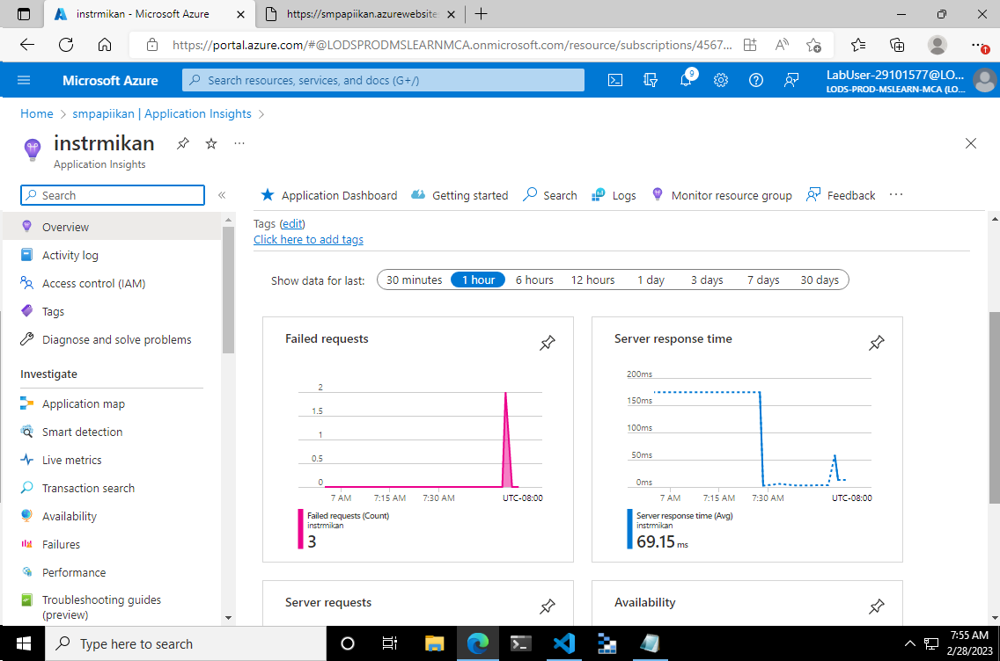 instrmikan - Microsoft Azure
https://smpapiikan.azurewebsite
https://portal.azure.com/#@LODSPRODMSLEARNMCA.onmicrosoft.com/resource/subscriptions/4567...
Microsoft Azure
Search resources, services, and docs (G+/)
9
LabUser-29101577@LO...
LODS-PROD-MSLEARN-MCA (LO...
Home > smpapiikan | Application Insights >
instrmikan
Application Insights
Search
Application Dashboard
Getting started
Search
Logs
Monitor resource group
Feedback
Overview
Activity log
Access control (IAM)
Tags
Diagnose and solve problems
Investigate
Application map
Smart detection
Live metrics
Transaction search
Availability
Failures
Performance
Troubleshooting guides
(preview)
Tags (edit)
Click here to add tags
Show data for last:
30 minutes
1 hour
6 hours
12 hours
1 day
3 days
7 days
30 days
Failed requests
2
1.5
1
0.5
0
7 AM
7:15 AM
7:30 AM
UTC-08:00
Failed requests (Count)
instrmikan
3
Server response time
200ms
150ms
100ms
50ms
0ms
7 AM
7:15 AM
7:30 AM
UTC-08:00
Server response time (Avg)
instrmikan
69.15 ms
Server requests
Availability
Type here to search
7:55 AM
2/28/2023